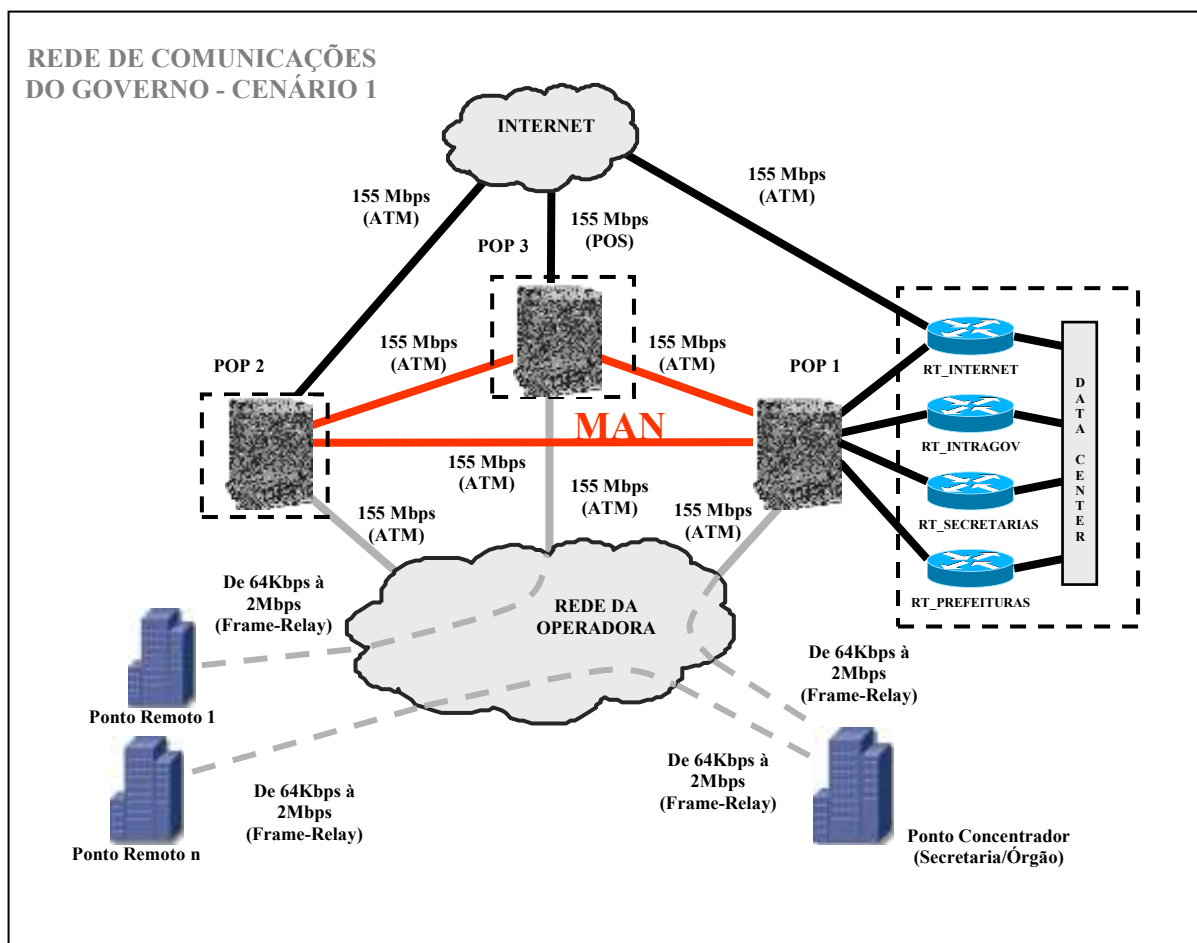 REDE DE COMUNICAÇÕES
DO GOVERNO - CENÁRIO 1
INTERNET
155 Mbps
(ATM)
155 Mbps
(ATM)
155 Mbps
(POS)
POP 3
155 Mbps
(ATM)
155 Mbps
(ATM)
POP 2
POP 1
RT_INTERNET
RT_INTRAGOV
RT_SECRETARIAS
RT_PREFEITURAS
DATA CENTER
MAN
155 Mbps
(ATM)
155 Mbps
(ATM)
155 Mbps
(ATM)
155 Mbps
(ATM)
De 64Kbps à
2Mbps
(Frame-Relay)
REDE DA
OPERADORA
De 64Kbps à
2Mbps
(Frame-Relay)
Ponto Remoto 1
De 64Kbps à
2Mbps
(Frame-Relay)
De 64Kbps à
2Mbps
(Frame-Relay)
Ponto Remoto n
Ponto Concentrador
(Secretaria/Órgão)